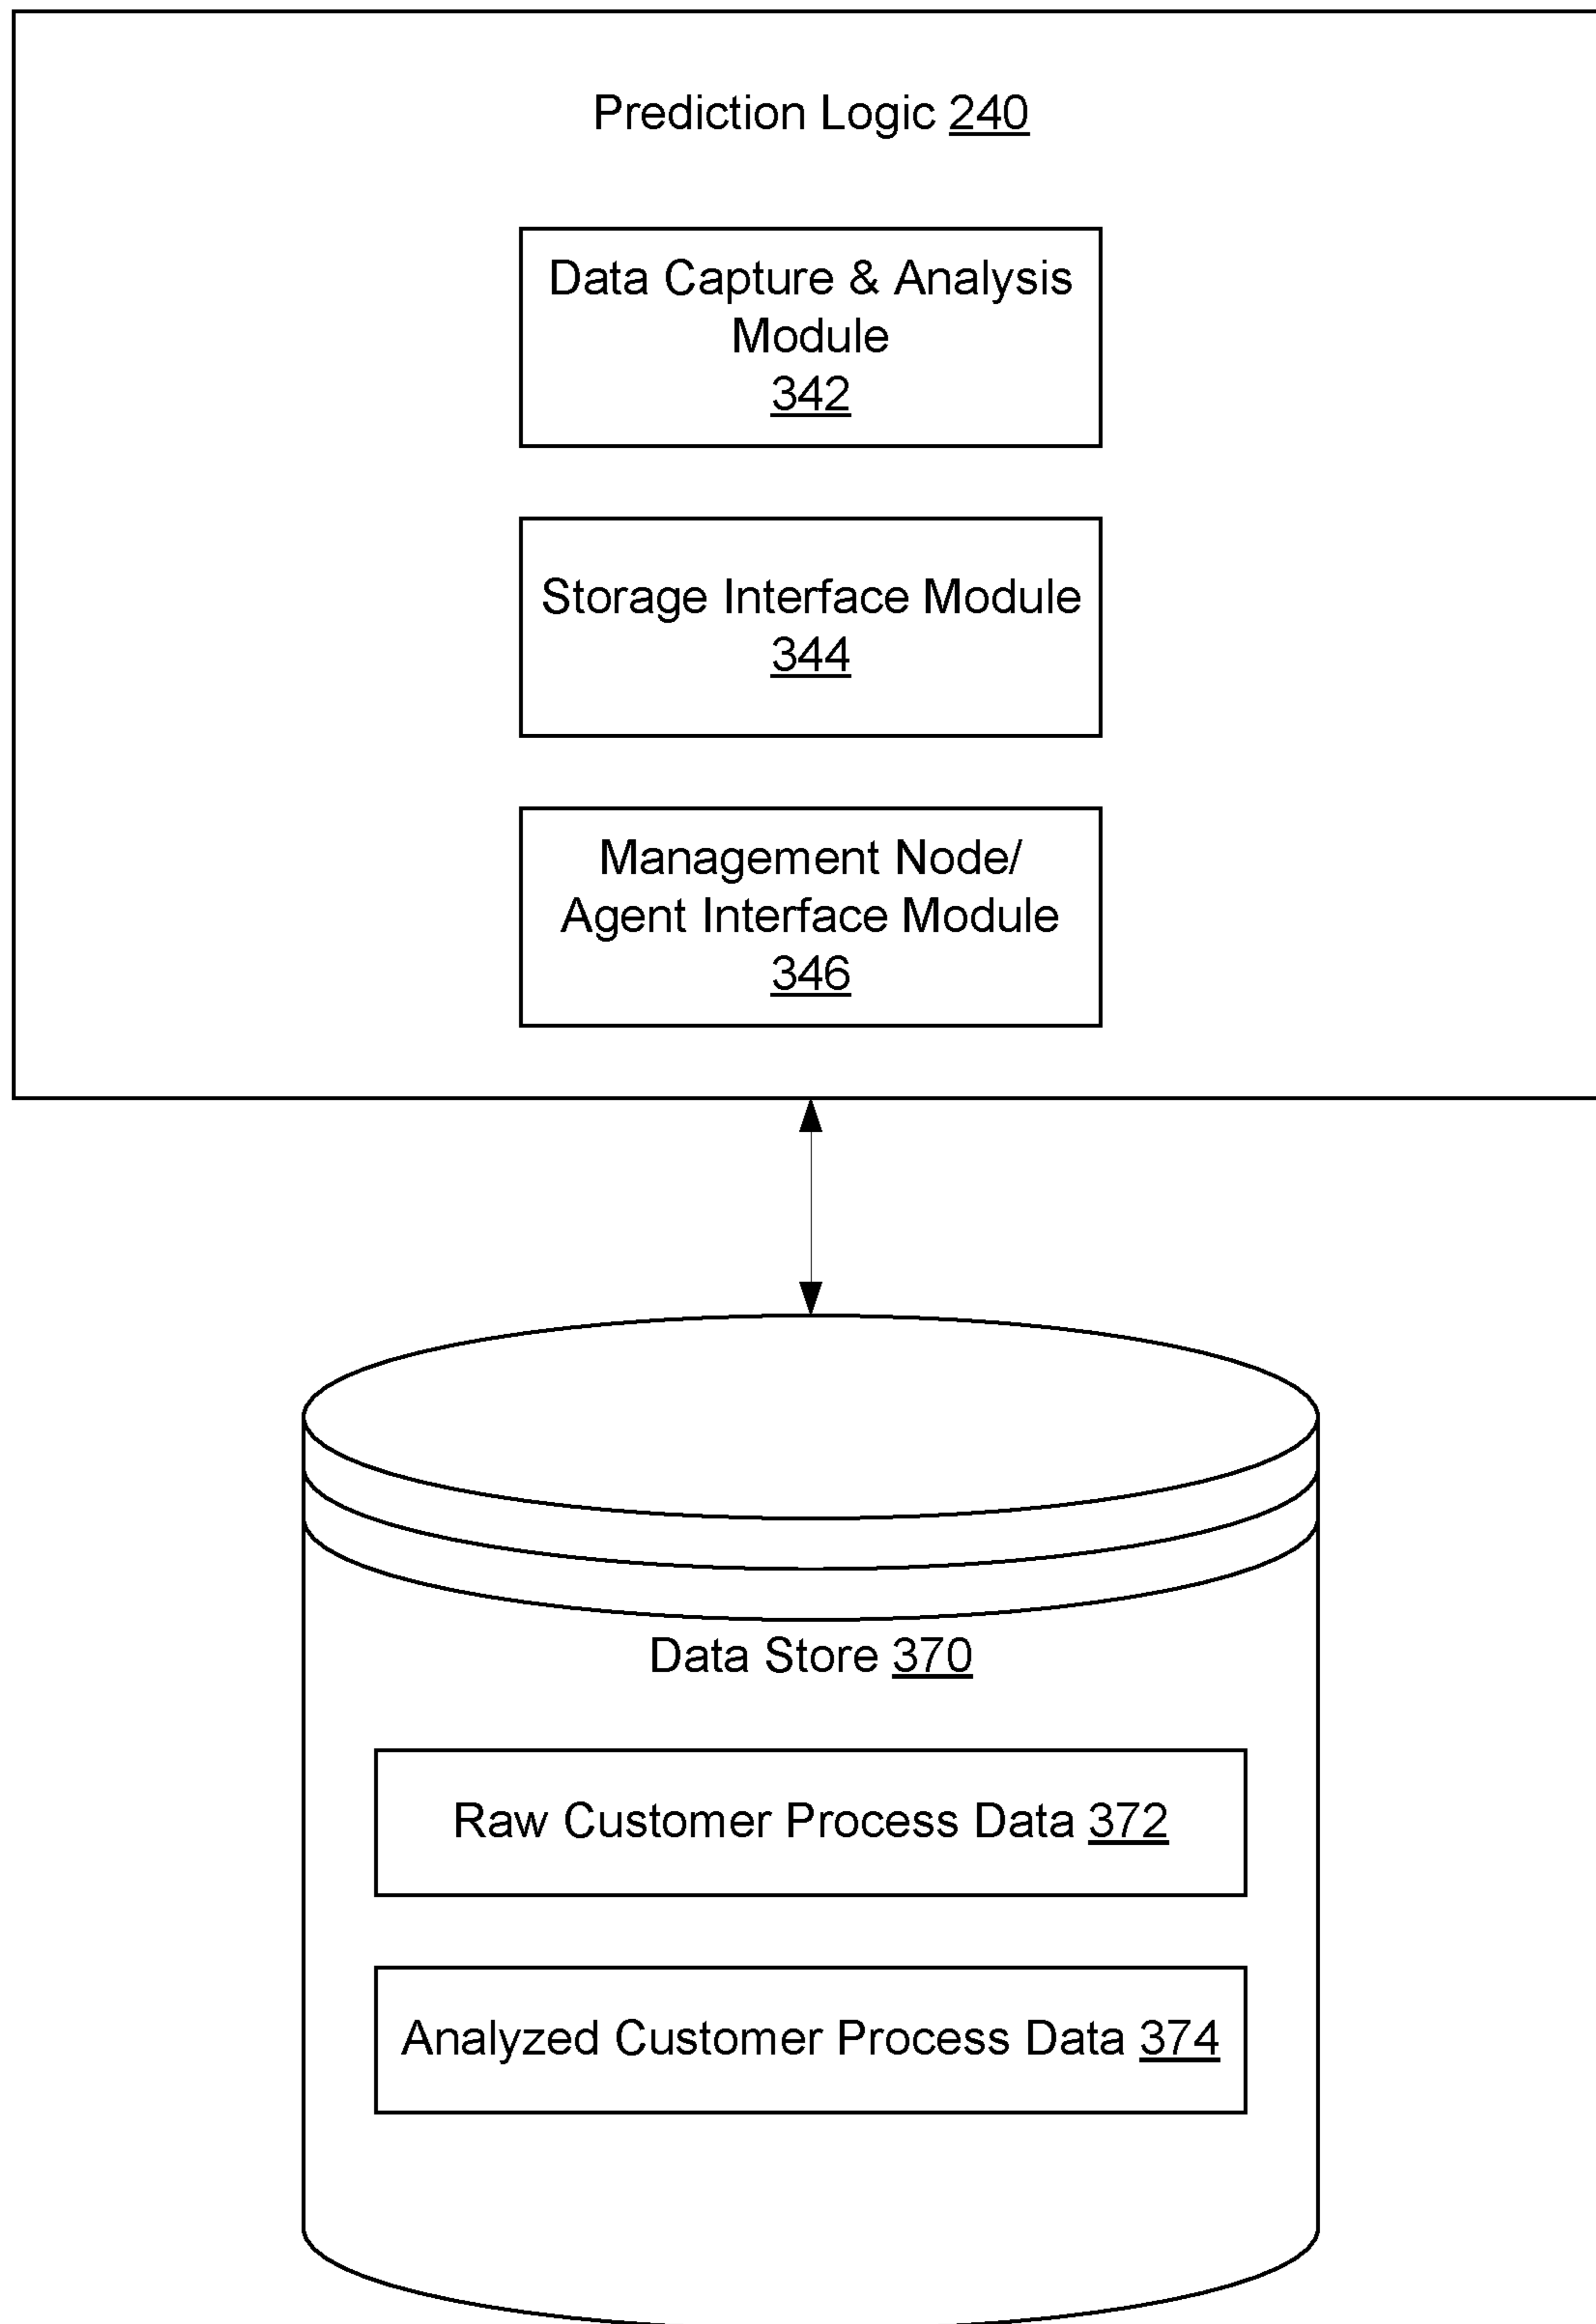 Prediction Logic 240
Data Capture & Analysis
Module
342
Storage Interface Module
344
Management Node/
Agent Interface Module
346
Data Store 370
Raw Customer Process Data 372
Analyzed Customer Process Data 374